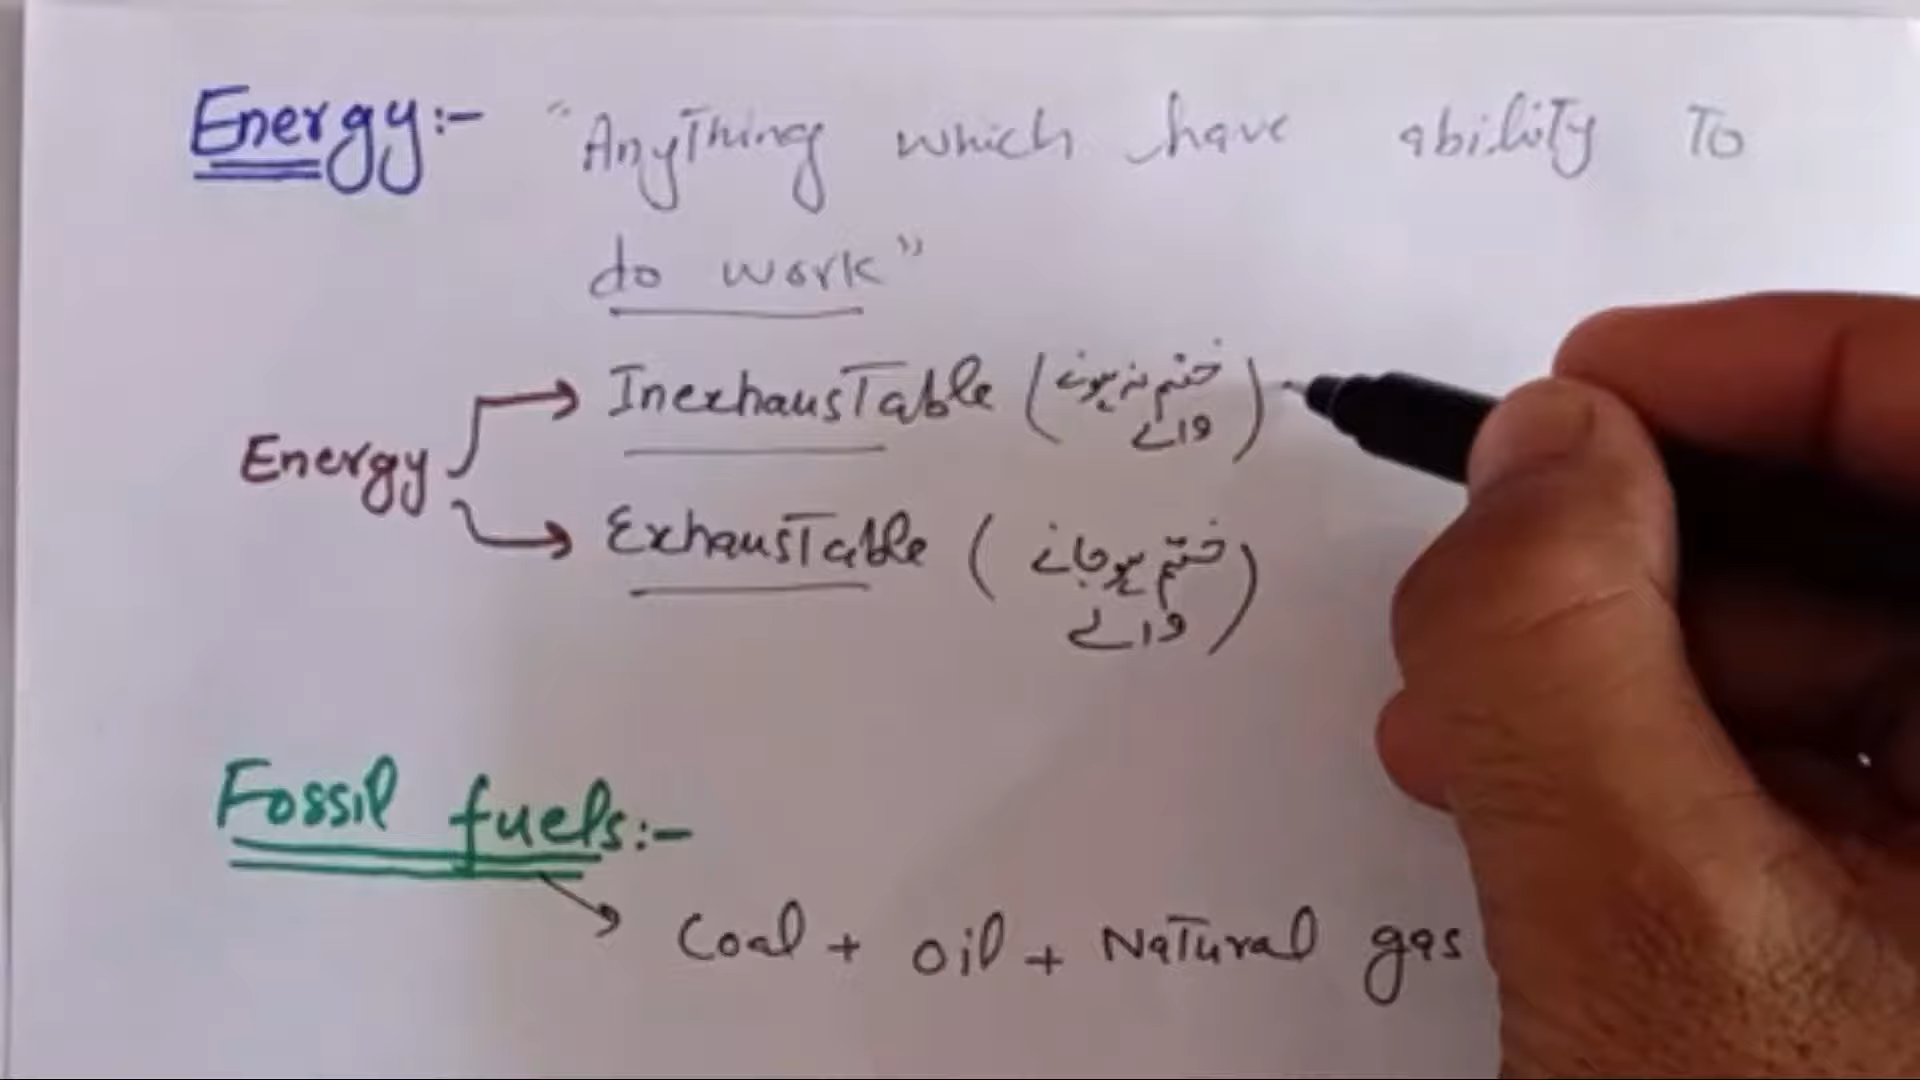 Energy:- "Anything which have ability To
do work"
Inexhaustable (ختم نہ ہونے
والے)
Energy
Exhaustable (ختم ہو جانے
والے)
Fossil fuels:-
Coal + oil + Natural gas